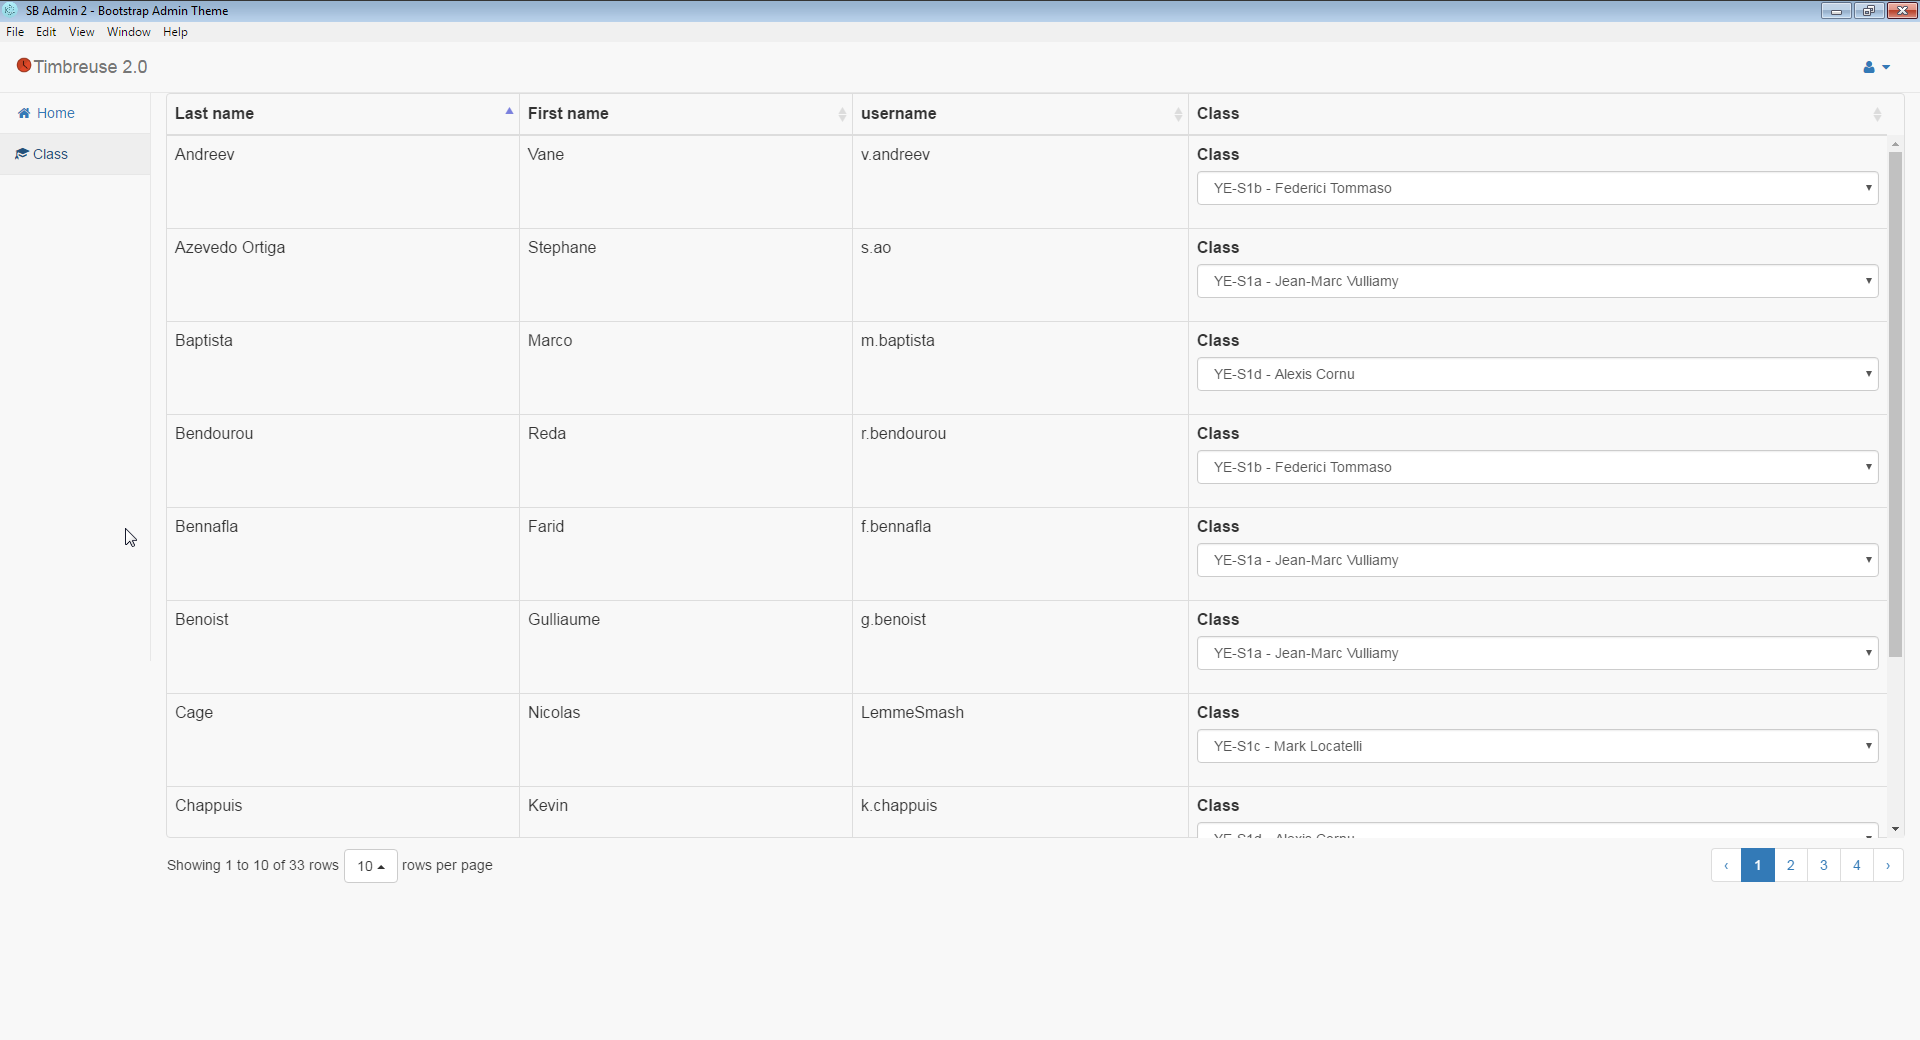 SB Admin 2 - Bootstrap Admin Theme
File Edit View Window Help
Timbreuse 2.0
Home
Class
Last name First name username Class
Andreev Vane v.andreev Class
YE-S1b - Federici Tommaso
Azevedo Ortiga Stephane s.ao Class
YE-S1a - Jean-Marc Vulliamy
Baptista Marco m.baptista Class
YE-S1d - Alexis Cornu
Bendourou Reda r.bendourou Class
YE-S1b - Federici Tommaso
Bennafla Farid f.bennafla Class
YE-S1a - Jean-Marc Vulliamy
Benoist Gulliaume g.benoist Class
YE-S1a - Jean-Marc Vulliamy
Cage Nicolas LemmeSmash Class
YE-S1c - Mark Locatelli
Chappuis Kevin k.chappuis Class
YE-S1d - Alexis Cornu
Showing 1 to 10 of 33 rows 10 rows per page
‹ 1 2 3 4 ›